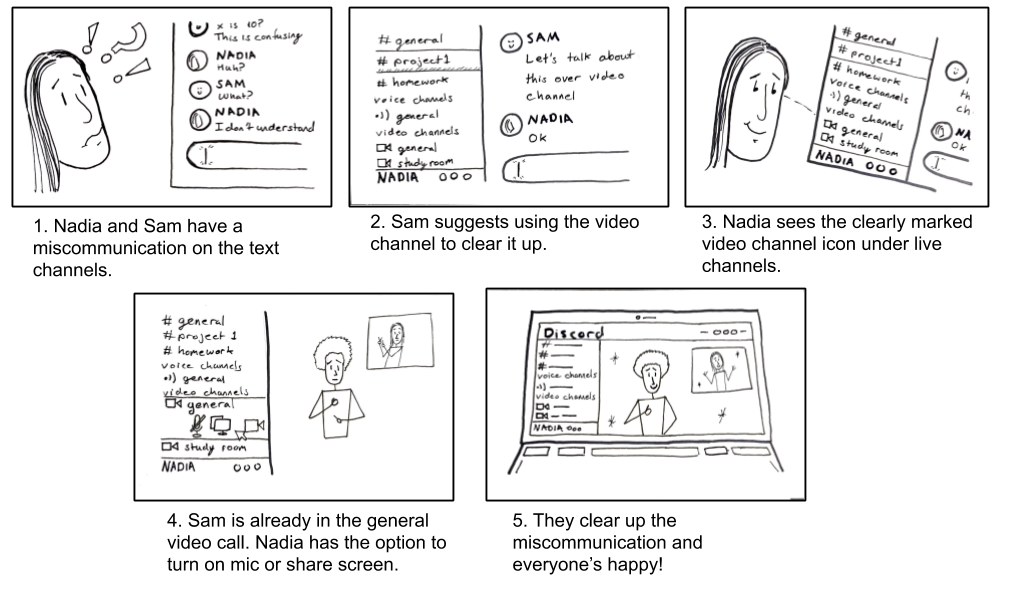 x is 10?
This is confusing
NADIA
Huh?
SAM
What?
NADIA
I don't understand
1. Nadia and Sam have a
miscommunication on the text
channels.
# general
# project1
# homework
voice channels
general
video channels
general
study room
NADIA
SAM
Let's talk about
this over video
channel
NADIA
Ok
2. Sam suggests using the video
channel to clear it up.
# general
# project1
# homework
voice channels
general
video channels
general
study room
NADIA
th
ch
NA
Ok
3. Nadia sees the clearly marked
video channel icon under live
channels.
# general
# project 1
# homework
voice channels
general
video channels
general
study room
NADIA
4. Sam is already in the general
video call. Nadia has the option to
turn on mic or share screen.
Discord
#
#
#
voice channels
video channels
NADIA
5. They clear up the
miscommunication and
everyone's happy!